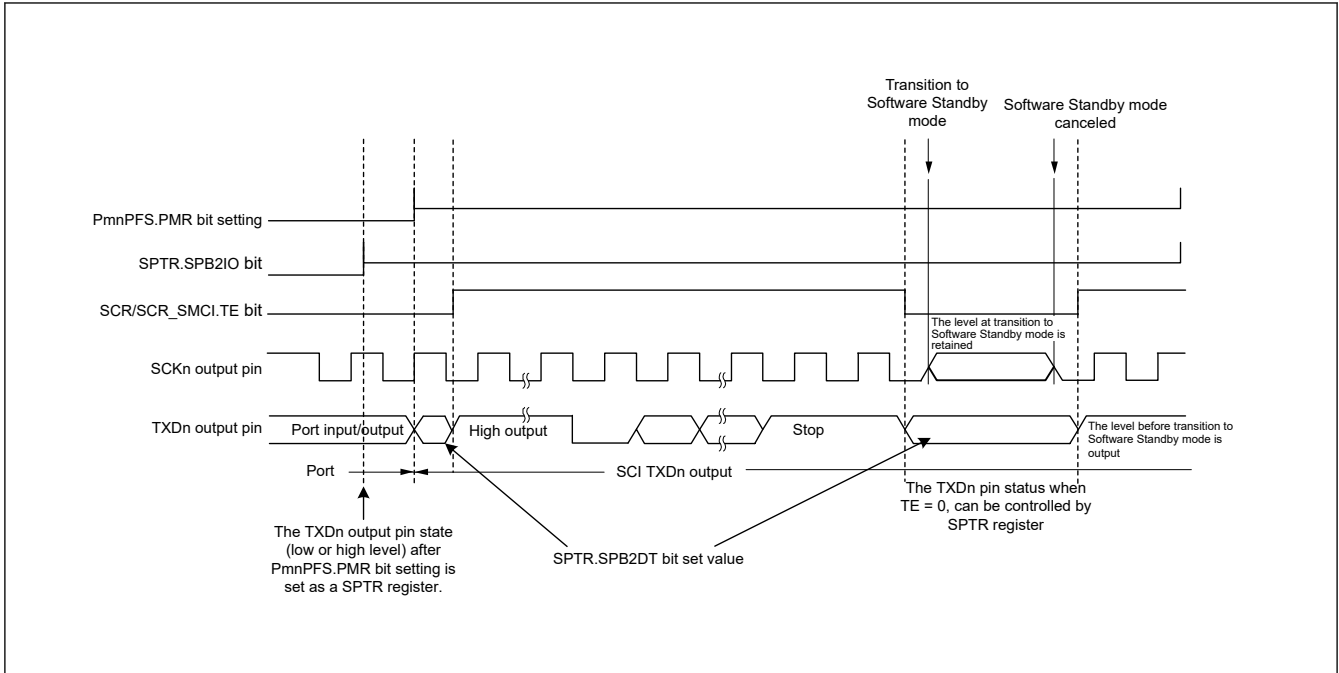 Transition to
Software Standby
mode
Software Standby mode
canceled
PmnPFS.PMR bit setting
SPTR.SPB2IO bit
SCR/SCR_SMCI.TE bit
The level at transition to
Software Standby mode is
retained
SCKn output pin
TXDn output pin
Port input/output
High output
Stop
The level before transition to
Software Standby mode is
output
Port
SCI TXDn output
The TXDn pin status when
TE = 0, can be controlled by
SPTR register
The TXDn output pin state
(low or high level) after
PmnPFS.PMR bit setting is
set as a SPTR register.
SPTR.SPB2DT bit set value